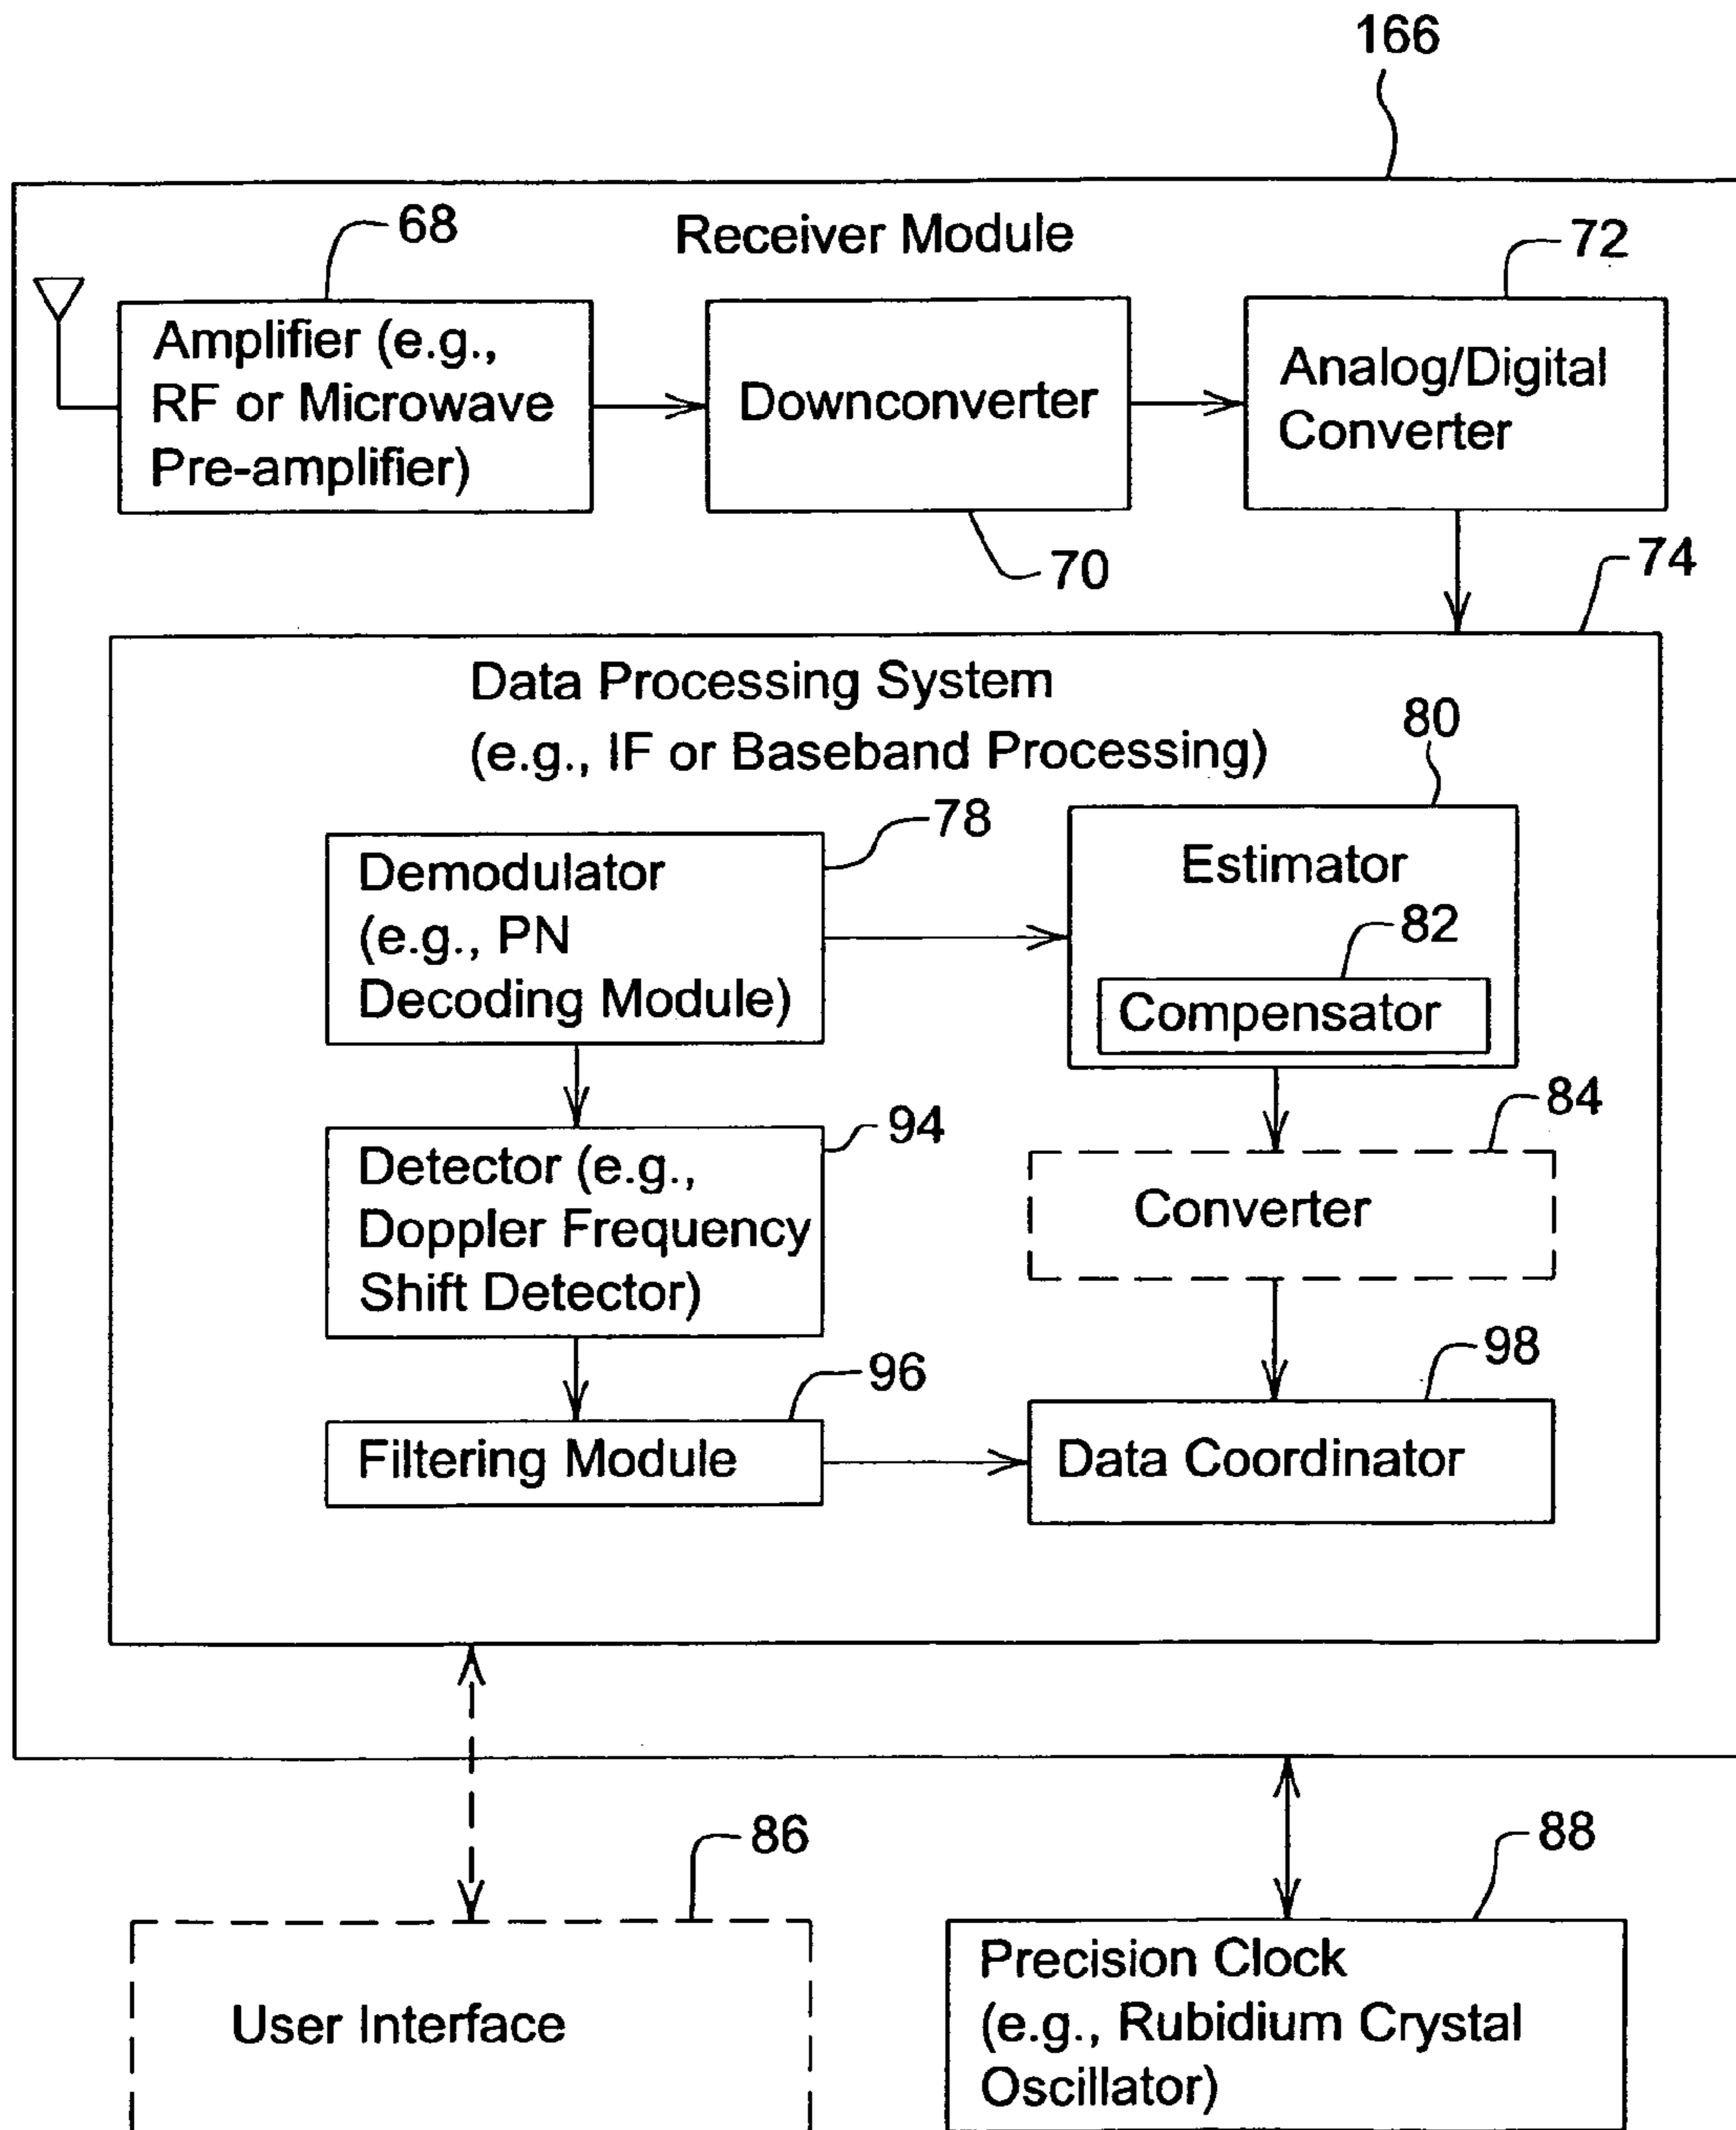 166
Receiver Module
68
72
Amplifier (e.g.,
RF or Microwave
Pre-amplifier)
Downconverter
Analog/Digital
Converter
70
74
Data Processing System
(e.g., IF or Baseband Processing)
80
78
Demodulator
(e.g., PN
Decoding Module)
Estimator
82
Compensator
94
84
Detector (e.g.,
Doppler Frequency
Shift Detector)
Converter
96
98
Filtering Module
Data Coordinator
86
88
User Interface
Precision Clock
(e.g., Rubidium Crystal
Oscillator)